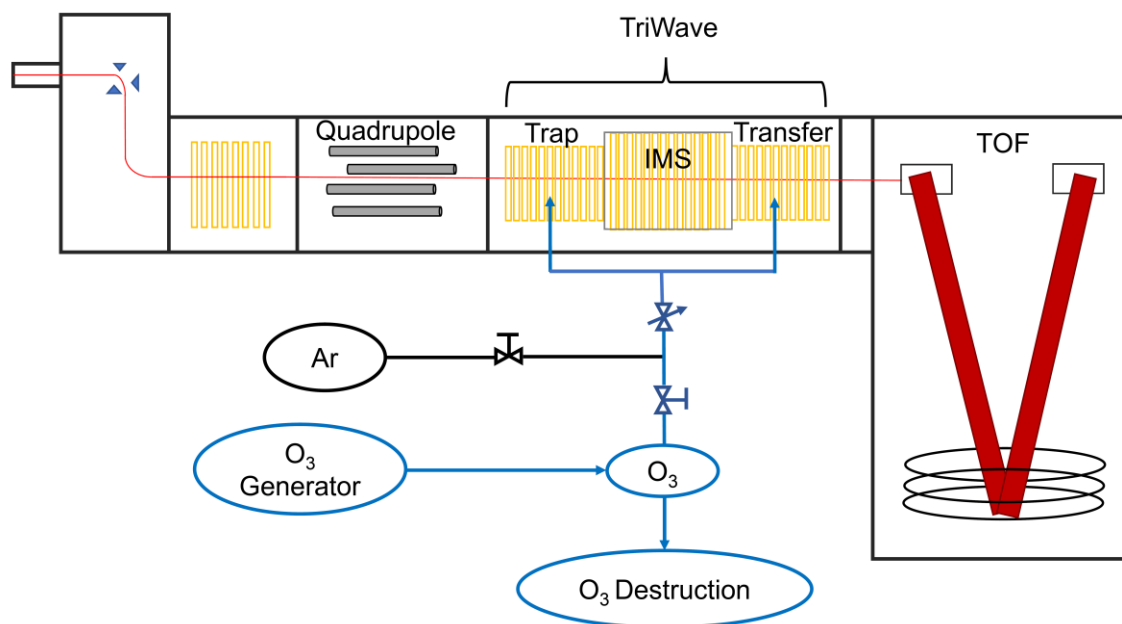 TriWave
Quadrupole
Trap
IMS
Transfer
TOF
Ar
O₃
Generator
O₃
O₃ Destruction